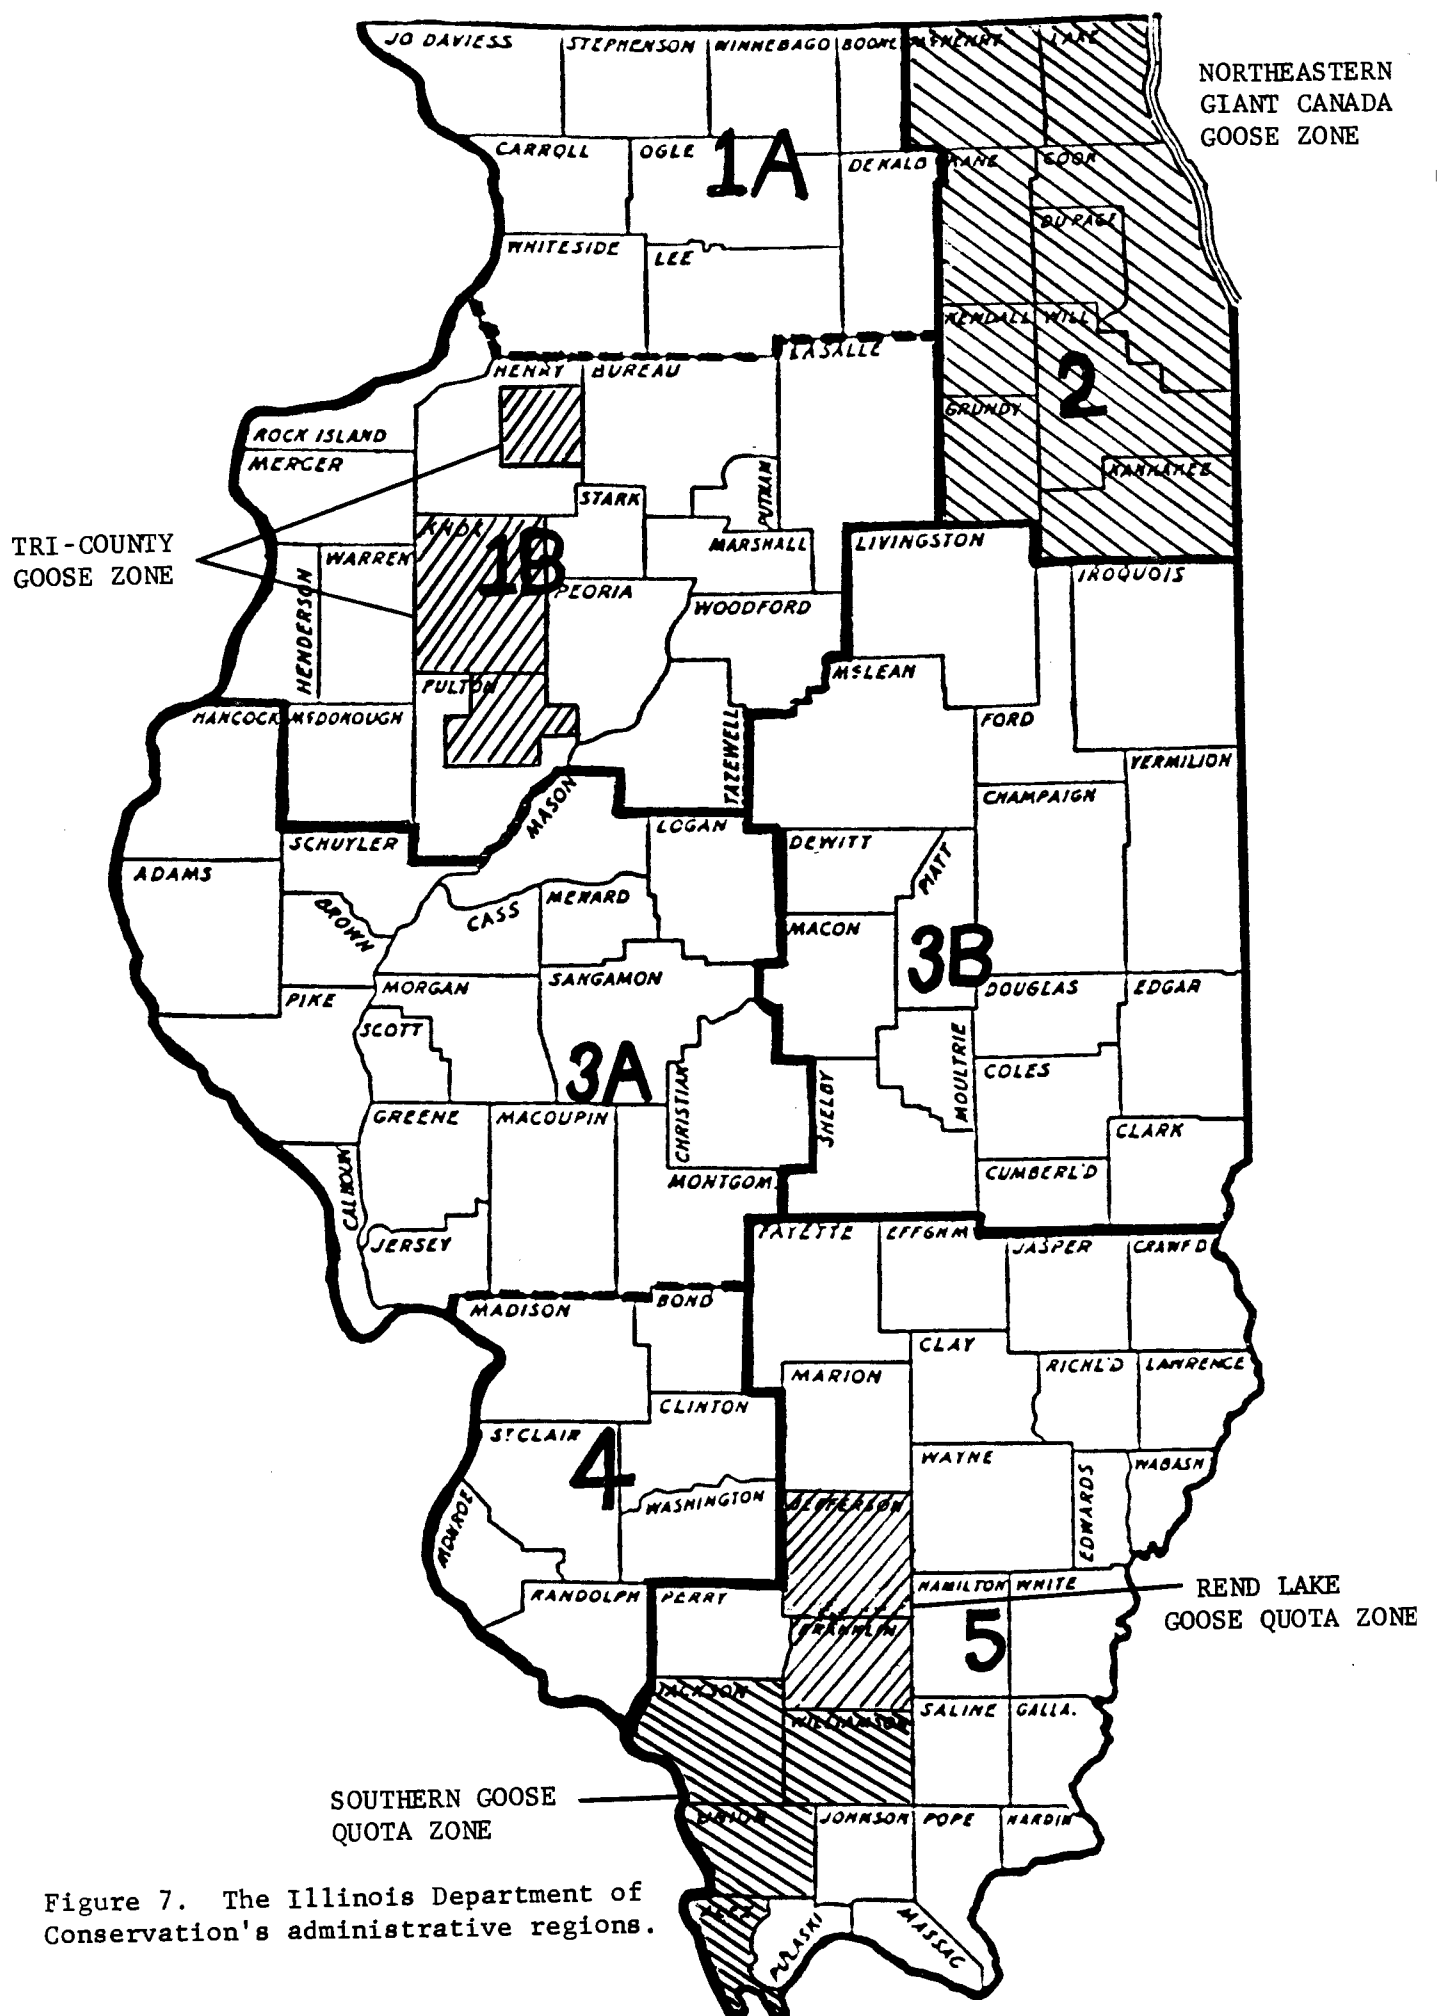 JO DAVIESS
STEPHENSON
WINNEBAGO
BOONE
McHENRY
LAKE
NORTHEASTERN
GIANT CANADA
GOOSE ZONE
CARROLL
OGLE
1A
DE KALB
KANE
COOK
DU PAGE
WHITESIDE
LEE
KENDALL
WILL
LASALLE
HENRY
BUREAU
2
GRUNDY
ROCK ISLAND
MERCER
KANKAKEE
PUTNAM
STARK
KNOX
TRI-COUNTY
GOOSE ZONE
WARREN
1B
MARSHALL
LIVINGSTON
IROQUOIS
HENDERSON
PEORIA
WOODFORD
McLEAN
FULTON
HANCOCK
McDONOUGH
TAZEWELL
FORD
VERMILION
MASON
CHAMPAIGN
LOGAN
SCHUYLER
DEWITT
PIATT
ADAMS
BROWN
CASS
MENARD
MACON
3B
SANGAMON
MORGAN
PIKE
DOUGLAS
EDGAR
SCOTT
3A
MOULTRIE
COLES
CHRISTIAN
SHELBY
GREENE
MACOUPIN
CLARK
CALHOUN
MONTGOM.
CUMBERL'D
JERSEY
FAYETTE
EFFGHM
JASPER
CRAWF'D
MADISON
BOND
CLAY
RICHL'D
LAWRENCE
MARION
CLINTON
ST. CLAIR
4
WAYNE
EDWARDS
WABASH
MONROE
WASHINGTON
JEFFERSON
RANDOLPH
PERRY
HAMILTON
WHITE
REND LAKE
GOOSE QUOTA ZONE
FRANKLIN
5
JACKSON
WILLIAMSON
SALINE
GALLA.
SOUTHERN GOOSE
QUOTA ZONE
UNION
JOHNSON
POPE
HARDIN
PULASKI
MASSAC
Figure 7. The Illinois Department of
Conservation's administrative regions.